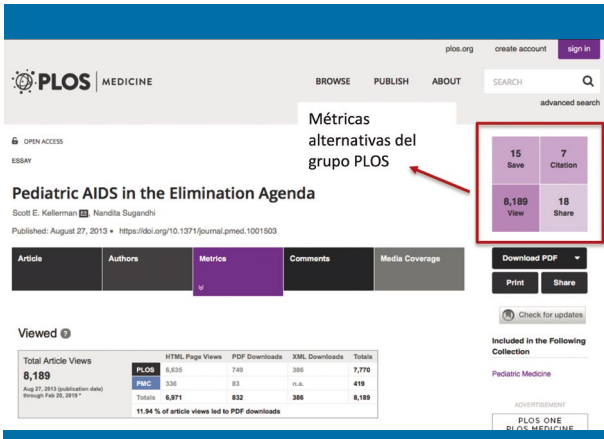 plos.org create account sign in
PLOS MEDICINE
BROWSE PUBLISH ABOUT SEARCH
advanced search
Métricas
alternativas del
grupo PLOS
OPEN ACCESS
ESSAY
15 Save 7 Citation
8,189 View 18 Share
Pediatric AIDS in the Elimination Agenda
Scott E. Kellerman, Nandita Sugandhi
Published: August 27, 2013 • https://doi.org/10.1371/journal.pmed.1001503
Article Authors Metrics Comments Media Coverage
Download PDF
Print Share
Check for updates
Viewed
Total Article Views
8,189
Aug 27, 2013 (publication date)
through Feb 20, 2019 *
HTML Page Views PDF Downloads XML Downloads Totals
PLOS 6,635 749 386 7,770
PMC 336 83 n.a. 419
Totals 6,971 832 386 8,189
11.94 % of article views led to PDF downloads
Included in the Following
Collection
Pediatric Medicine
ADVERTISEMENT
PLOS ONE
PLOS MEDICINE